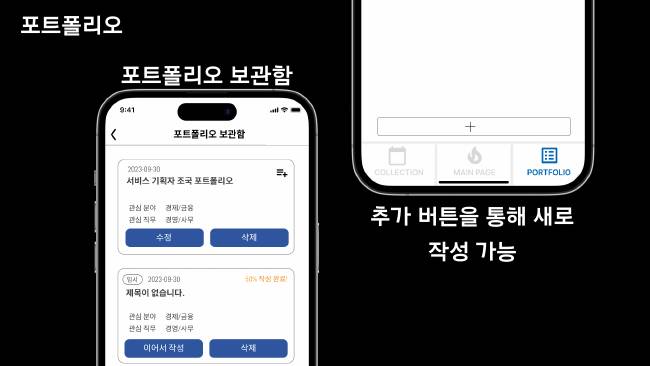 포트폴리오
포트폴리오 보관함
9:41
포트폴리오 보관함
2023-09-30
서비스 기획자 조국 포트폴리오
관심 분야 경제/금융
관심 직무 경영/사무
수정 삭제
임시 2023-09-30 50% 작성 완료!
제목이 없습니다.
관심 분야 경제/금융
관심 직무 경영/사무
이어서 작성 삭제
COLLECTION MAIN PAGE PORTFOLIO
추가 버튼을 통해 새로
작성 가능